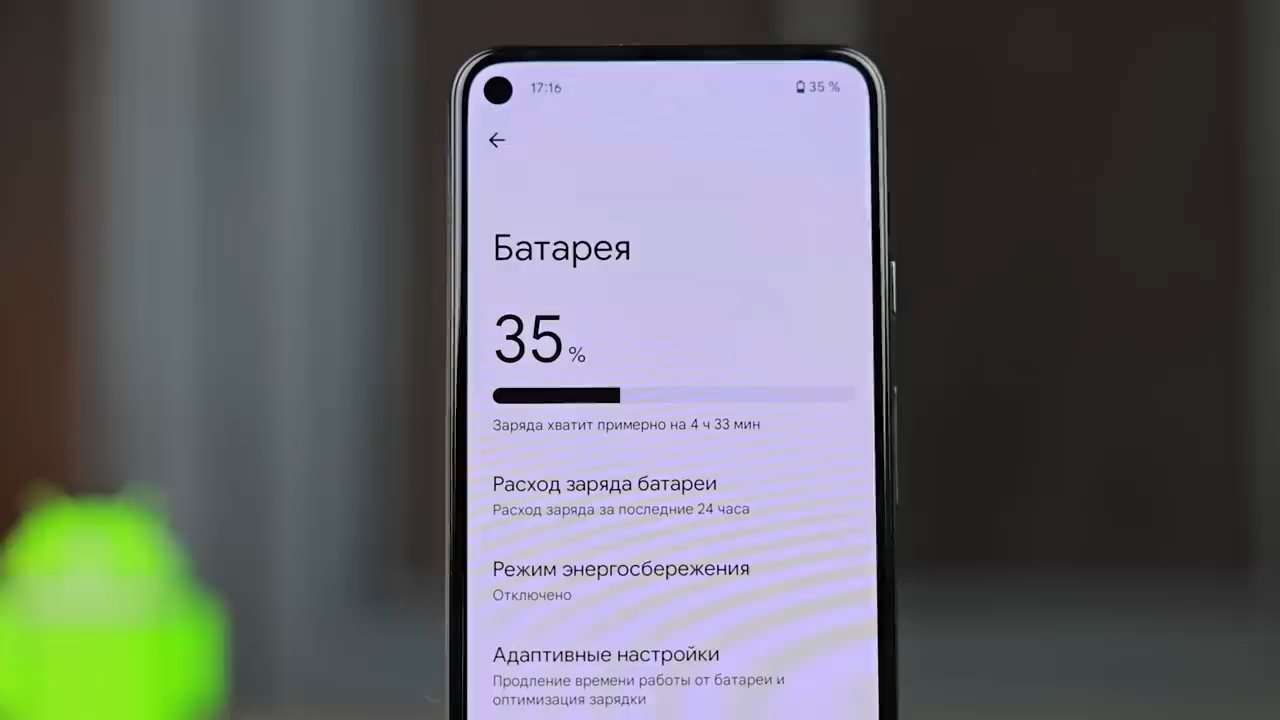 17:16 35 %
Батарея
35 %
Заряда хватит примерно на 4 ч 33 мин
Расход заряда батареи
Расход заряда за последние 24 часа
Режим энергосбережения
Отключено
Адаптивные настройки
Продление времени работы от батареи и
оптимизация зарядки